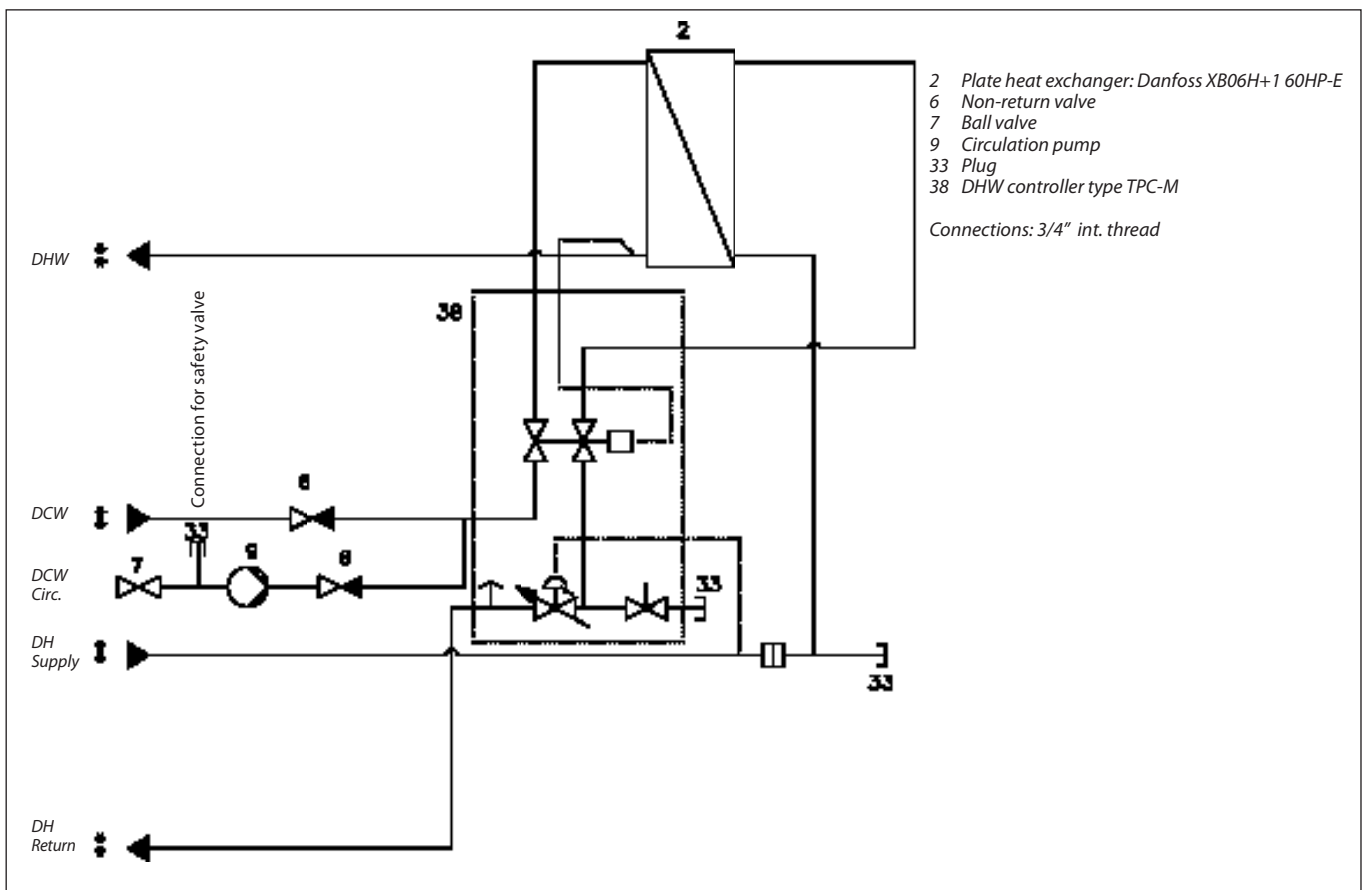 2
2 Plate heat exchanger: Danfoss XB06H+1 60HP-E
6 Non-return valve
7 Ball valve
9 Circulation pump
33 Plug
38 DHW controller type TPC-M
Connections: 3/4” int. thread
DHW
38
Connection for safety valve
6
DCW
33
7
9
6
DCW
Circ.
33
DH
Supply
33
DH
Return